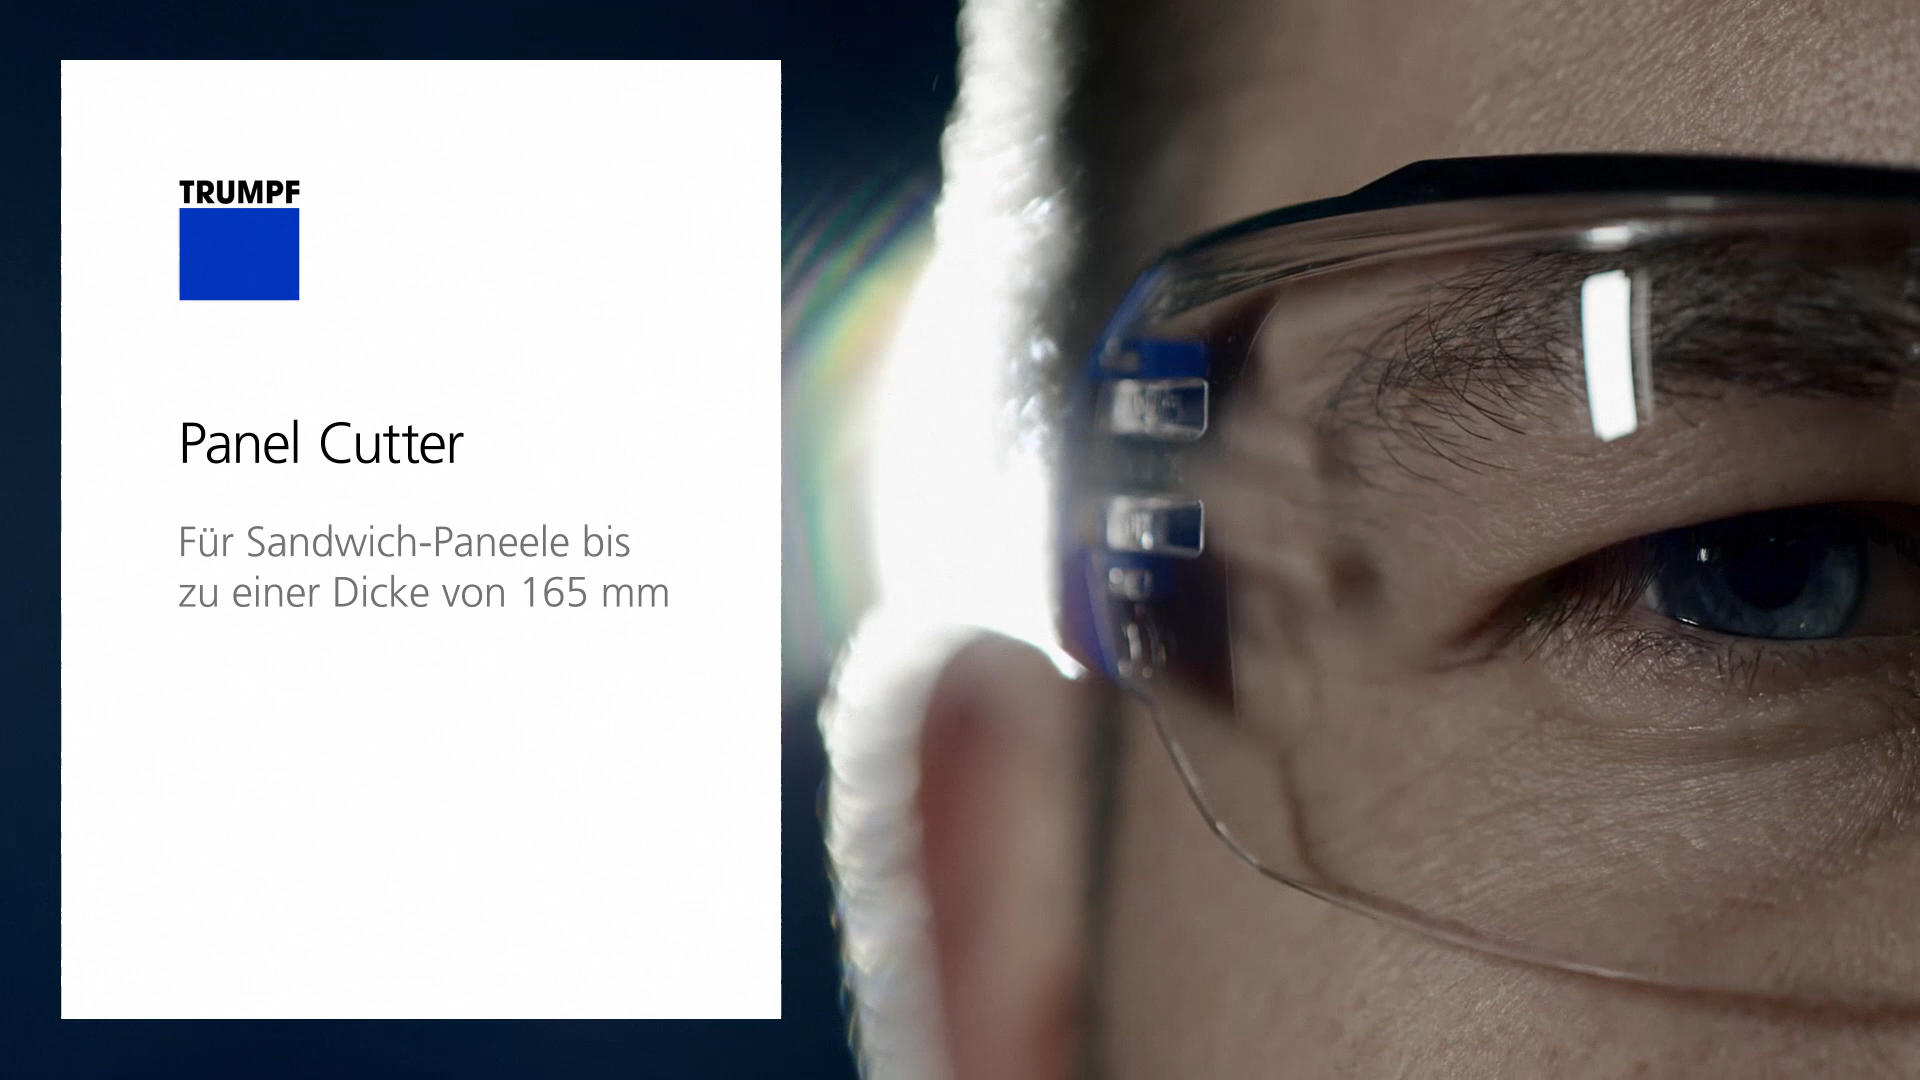 TRUMPF
Panel Cutter
Für Sandwich-Paneele bis
zu einer Dicke von 165 mm